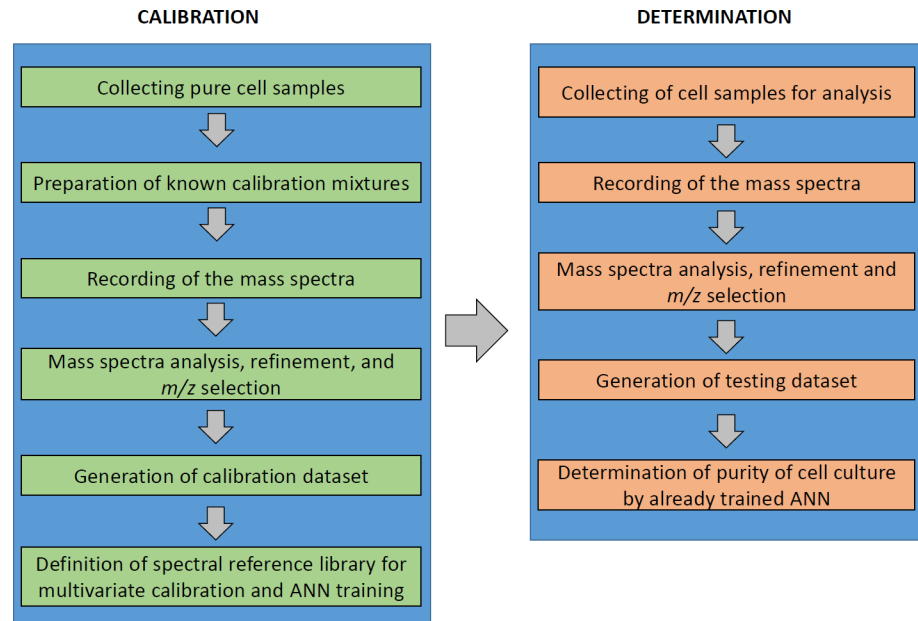 CALIBRATION
Collecting pure cell samples
Preparation of known calibration mixtures
Recording of the mass spectra
Mass spectra analysis, refinement, and
m/z selection
Generation of calibration dataset
Definition of spectral reference library for
multivariate calibration and ANN training
DETERMINATION
Collecting of cell samples for analysis
Recording of the mass spectra
Mass spectra analysis, refinement and
m/z selection
Generation of testing dataset
Determination of purity of cell culture
by already trained ANN